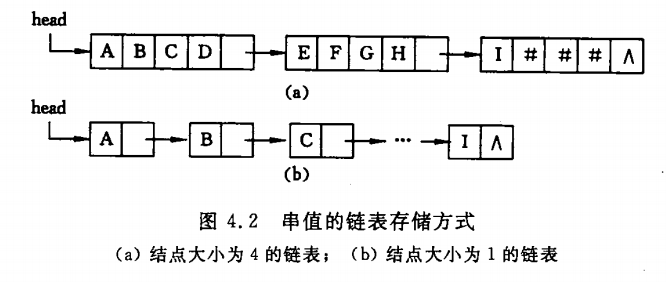 head
A B C D E F G H I # # # ∧
(a)
head
A B C ··· I ∧
(b)
图 4.2 串值的链表存储方式
(a) 结点大小为 4 的链表; (b) 结点大小为 1 的链表